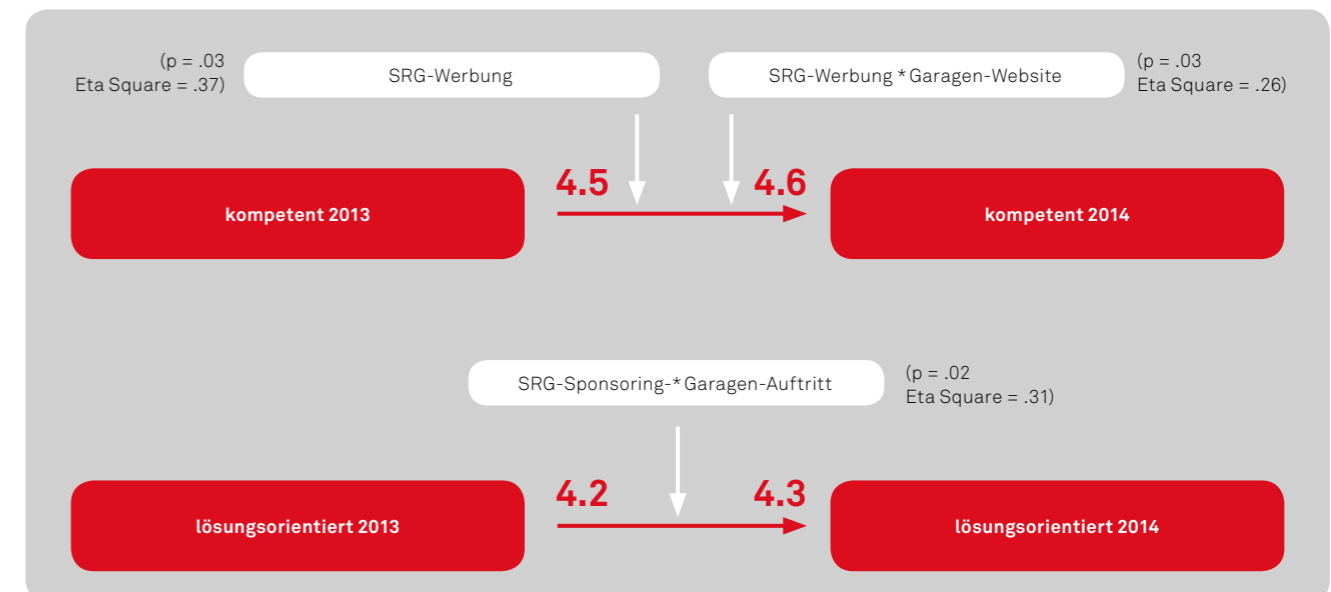 (p = .03
Eta Square = .37)
SRG-Werbung
SRG-Werbung * Garagen-Website
(p = .03
Eta Square = .26)
kompetent 2013
4.5
4.6
kompetent 2014
SRG-Sponsoring-* Garagen-Auftritt
(p = .02
Eta Square = .31)
lösungsorientiert 2013
4.2
4.3
lösungsorientiert 2014